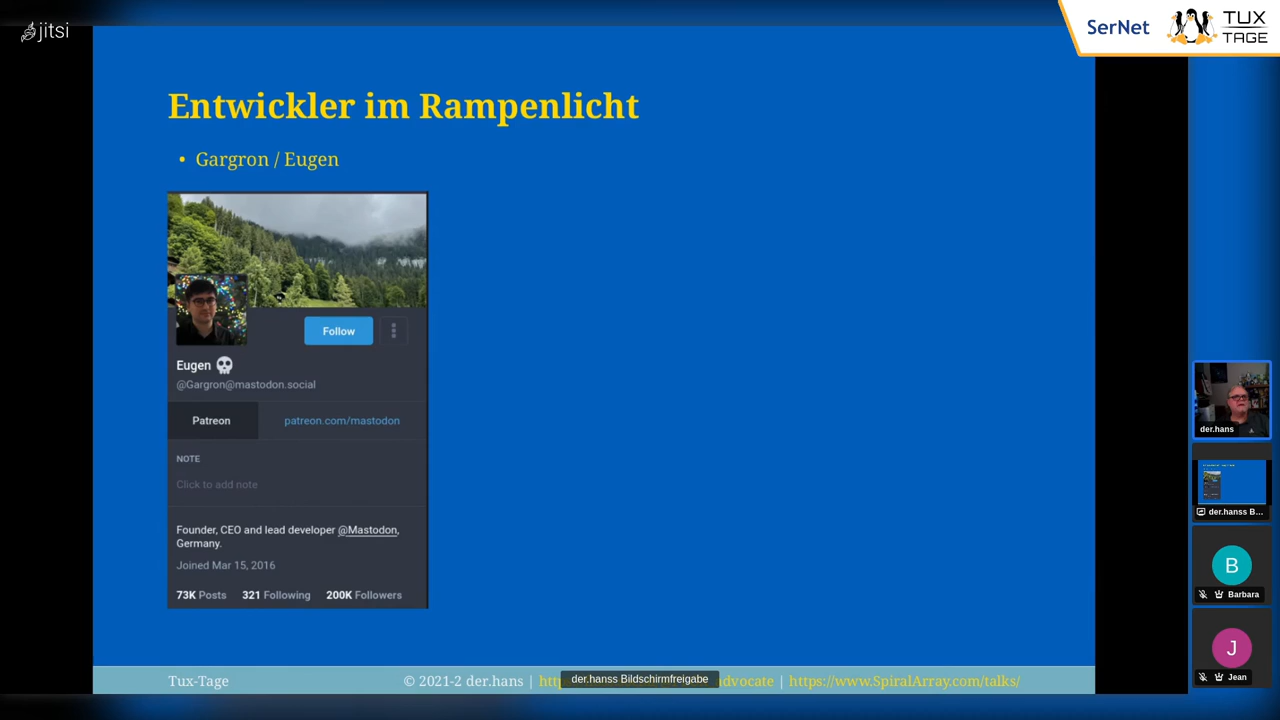 jitsi
SerNet
TUX
TAGE
Entwickler im Rampenlicht
• Gargron / Eugen
Follow
Eugen
@Gargron@mastodon.social
Patreon
patreon.com/mastodon
NOTE
Click to add note
Founder, CEO and lead developer @Mastodon,
Germany.
Joined Mar 15, 2016
73K Posts 321 Following 200K Followers
der.hans
der.hanss B...
B
Barbara
J
Jean
Tux-Tage
© 2021-2 der.hans | advocate | https://www.SpiralArray.com/talks/
der.hanss Bildschirmfreigabe